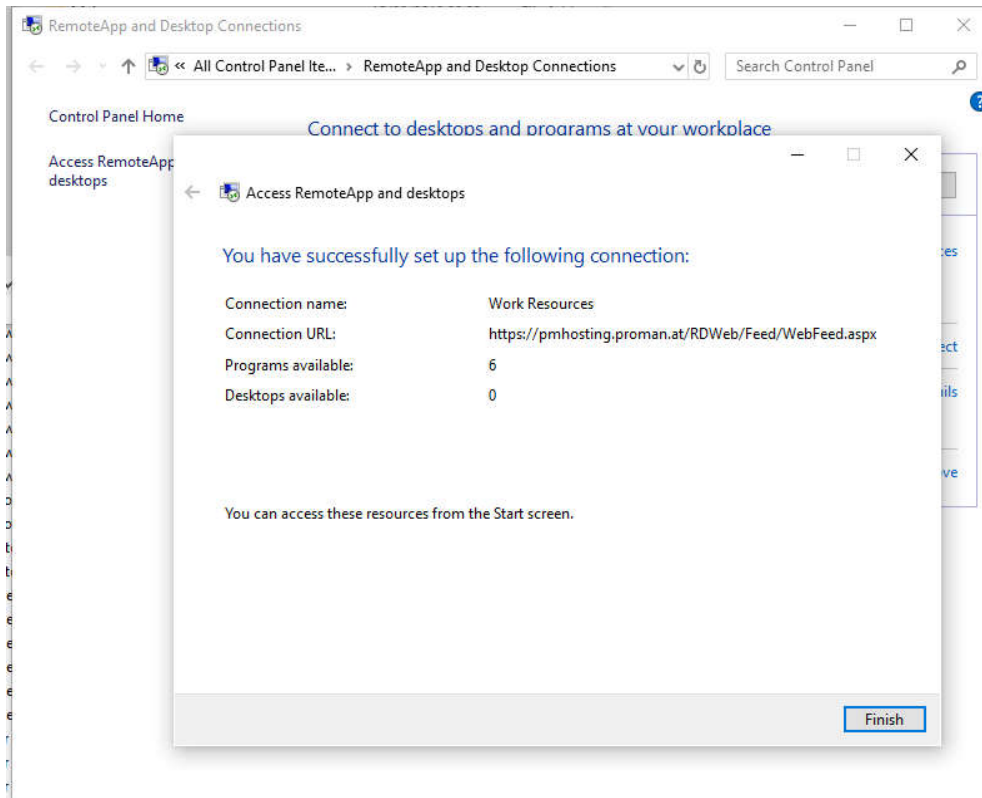 RemoteApp and Desktop Connections
« All Control Panel Ite... › RemoteApp and Desktop Connections
Search Control Panel
Control Panel Home
Connect to desktops and programs at your workplace
Access RemoteApp
desktops
Access RemoteApp and desktops
You have successfully set up the following connection:
Connection name: Work Resources
Connection URL: https://pmhosting.proman.at/RDWeb/Feed/WebFeed.aspx
Programs available: 6
Desktops available: 0
You can access these resources from the Start screen.
Finish